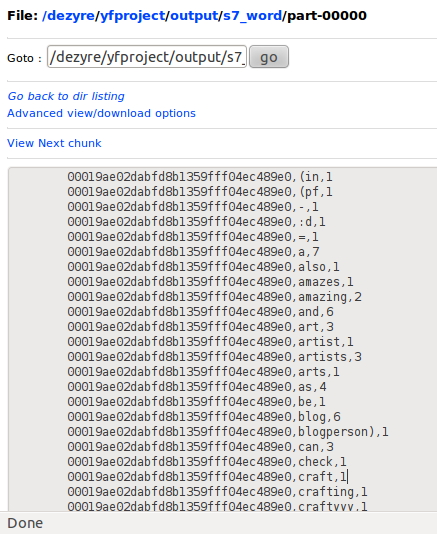 File: /dezyre/yfproject/output/s7_word/part-00000
Goto : /dezyre/yfproject/output/s7_ go
Go back to dir listing
Advanced view/download options
View Next chunk
00019ae02dabfd8b1359fff04ec489e0,(in,1
00019ae02dabfd8b1359fff04ec489e0,(pf,1
00019ae02dabfd8b1359fff04ec489e0,-,1
00019ae02dabfd8b1359fff04ec489e0,:d,1
00019ae02dabfd8b1359fff04ec489e0,=,1
00019ae02dabfd8b1359fff04ec489e0,a,7
00019ae02dabfd8b1359fff04ec489e0,also,1
00019ae02dabfd8b1359fff04ec489e0,amazes,1
00019ae02dabfd8b1359fff04ec489e0,amazing,2
00019ae02dabfd8b1359fff04ec489e0,and,6
00019ae02dabfd8b1359fff04ec489e0,art,3
00019ae02dabfd8b1359fff04ec489e0,artist,1
00019ae02dabfd8b1359fff04ec489e0,artists,3
00019ae02dabfd8b1359fff04ec489e0,arts,1
00019ae02dabfd8b1359fff04ec489e0,as,4
00019ae02dabfd8b1359fff04ec489e0,be,1
00019ae02dabfd8b1359fff04ec489e0,blog,6
00019ae02dabfd8b1359fff04ec489e0,blogperson),1
00019ae02dabfd8b1359fff04ec489e0,can,3
00019ae02dabfd8b1359fff04ec489e0,check,1
00019ae02dabfd8b1359fff04ec489e0,craft,1
00019ae02dabfd8b1359fff04ec489e0,crafting,1
00019ae02dabfd8b1359fff04ec489e0,craftyyy,1
Done